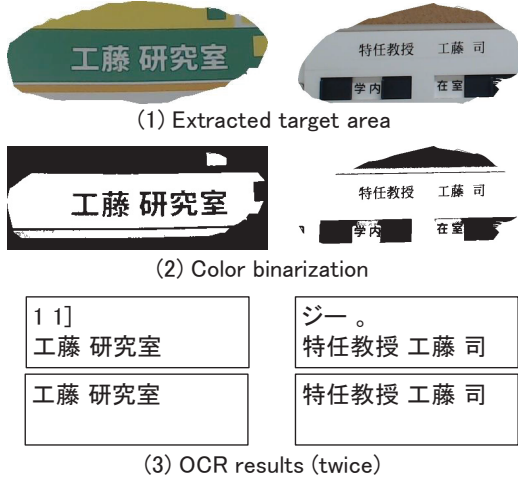 工藤 研究室
特任教授 工藤 司
学内 在室
(1) Extracted target area
工藤 研究室
特任教授 工藤 司
学内 在室
(2) Color binarization
1 1]
工藤 研究室
ジー 。
特任教授 工藤 司
工藤 研究室
特任教授 工藤 司
(3) OCR results (twice)